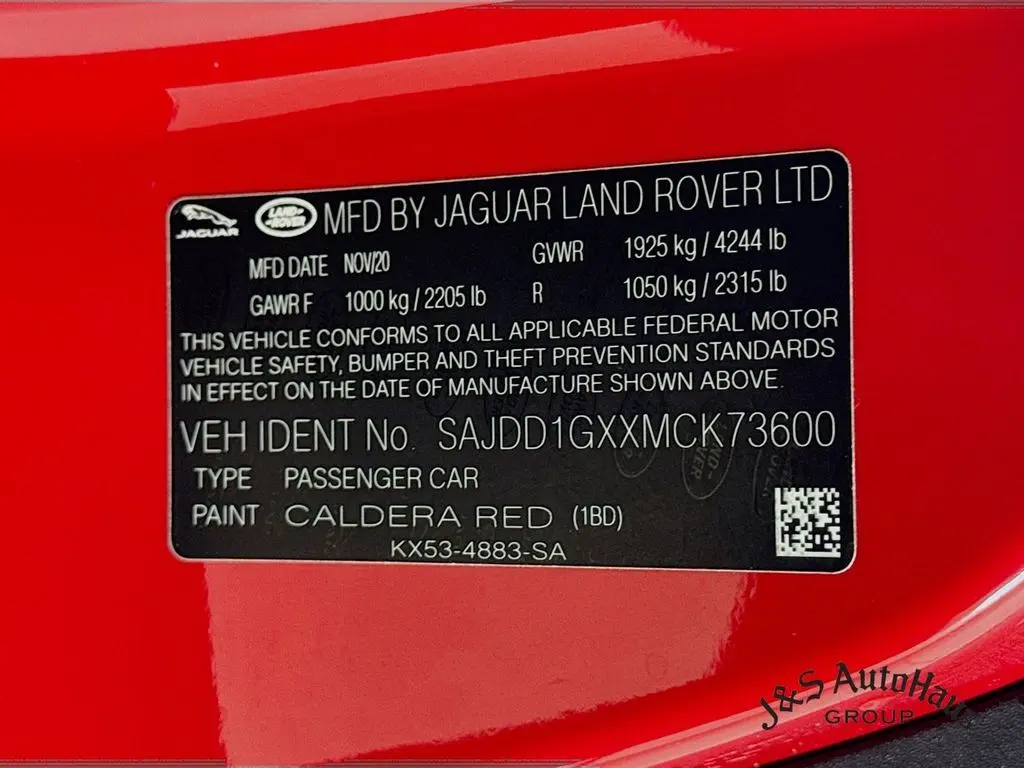 JAGUAR LAND-ROVER MFD BY JAGUAR LAND ROVER LTD
MFD DATE NOV/20 GVWR 1925 kg / 4244 lb
GAWR F 1000 kg / 2205 lb R 1050 kg / 2315 lb
THIS VEHICLE CONFORMS TO ALL APPLICABLE FEDERAL MOTOR
VEHICLE SAFETY, BUMPER AND THEFT PREVENTION STANDARDS
IN EFFECT ON THE DATE OF MANUFACTURE SHOWN ABOVE.
VEH IDENT No. SAJDD1GXXMCK73600
TYPE PASSENGER CAR
PAINT CALDERA RED (1BD)
KX53-4883-SA
J&S AutoHaus
GROUP